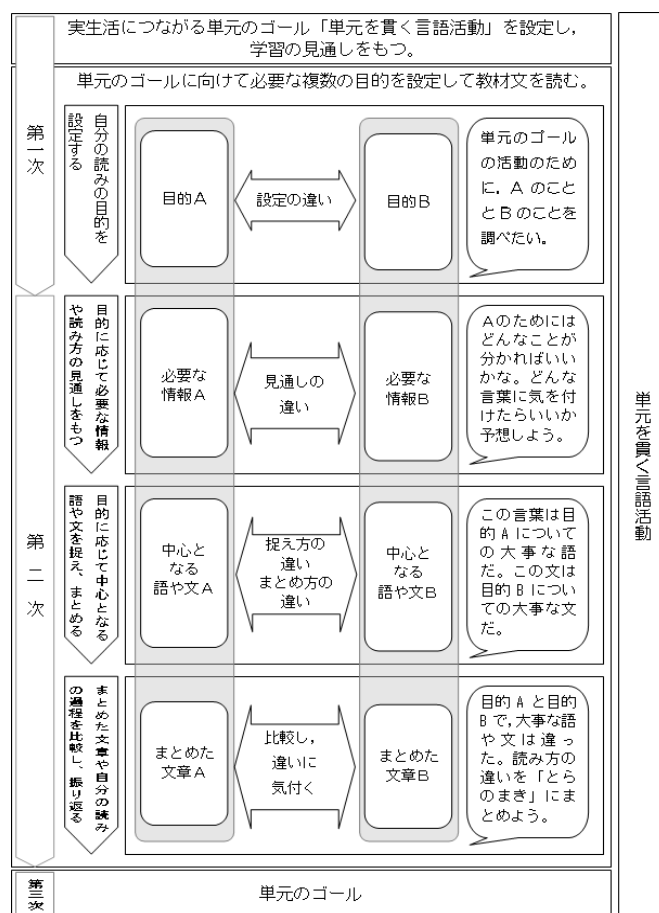 実生活につながる単元のゴール「単元を貫く言語活動」を設定し，
学習の見通しをもつ。
単元のゴールに向けて必要な複数の目的を設定して教材文を読む。
第一次
自分の読みの目的を
設定する
目的A
設定の違い
目的B
単元のゴール
の活動のため
に，Aのこと
とBのことを
調べたい。
第二次
目的に応じて必要な情報
や読み方の見通しをもつ
必要な
情報A
見通しの
違い
必要な
情報B
Aのためには
どんなことが
分かればいい
かな。どんな
言葉に気を付
けたらいいか
予想しよう。
目的に応じて中心となる
語や文を捉え、まとめる
中心と
なる
語や文A
捉え方の
違い
まとめ方の
違い
中心と
なる
語や文B
この言葉は目
的Aについて
の大事な語
だ。この文は
目的Bについ
ての大事な文
だ。
まとめた文章や自分の読み
の過程を比較し、振り返る
まとめた
文章A
比較し，
違いに
気付く
まとめた
文章B
目的Aと目的
Bで，大事な語
や文は違っ
た。読み方の
違いを「とら
のまき」にま
とめよう。
第三次
単元のゴール
単元を貫く言語活動